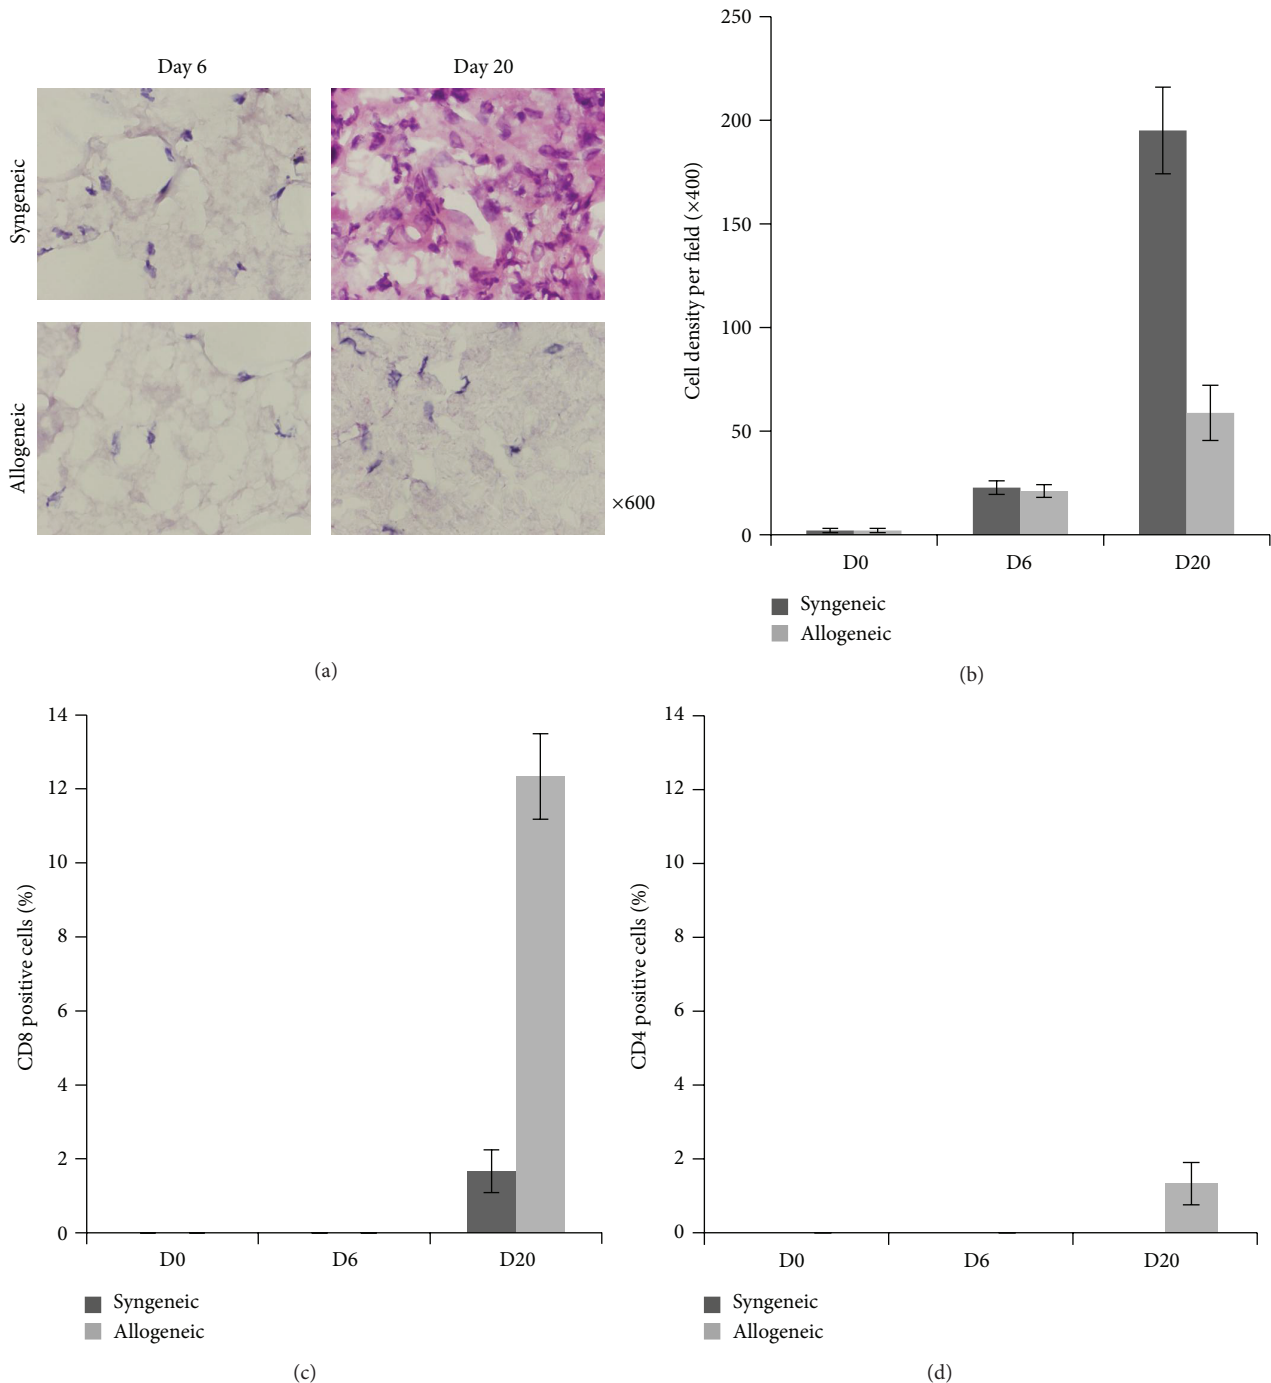 Day 6
Day 20
Syngeneic
Allogeneic
×600
(a)
250
200
150
100
50
0
Cell density per field (×400)
D0
D6
D20
Syngeneic
Allogeneic
(b)
14
12
10
8
6
4
2
0
CD8 positive cells (%)
D0
D6
D20
Syngeneic
Allogeneic
(c)
14
12
10
8
6
4
2
0
CD4 positive cells (%)
D0
D6
D20
Syngeneic
Allogeneic
(d)